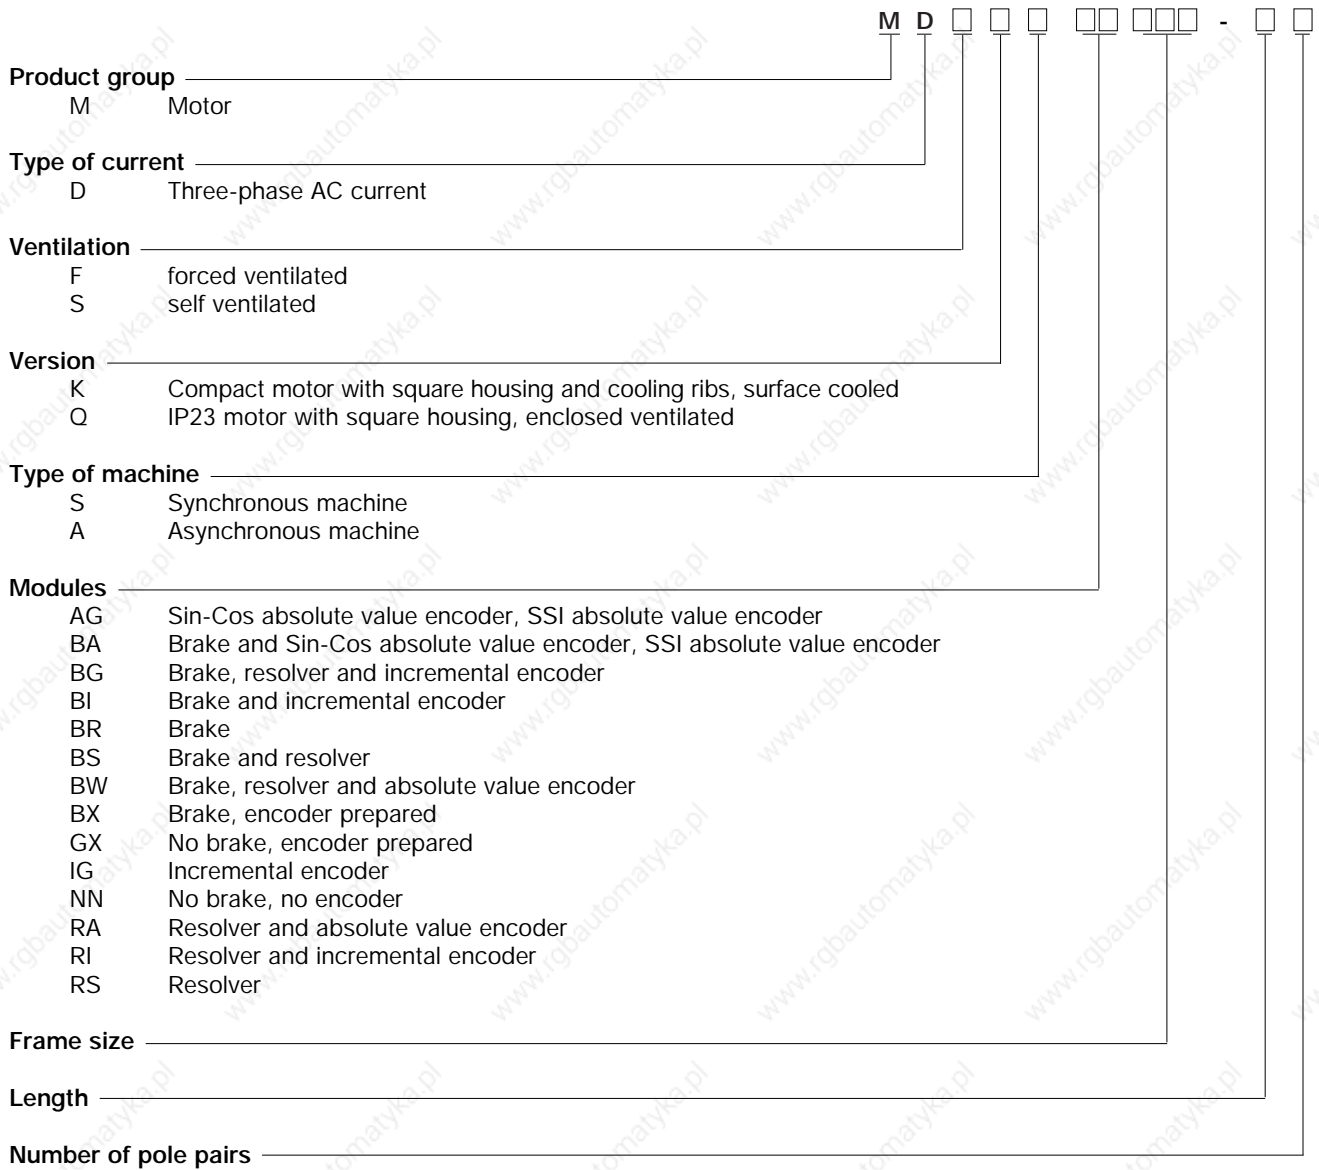 M D □ □ □ □□ □□□ - □ □
Product group
M Motor
Type of current
D Three-phase AC current
Ventilation
F forced ventilated
S self ventilated
Version
K Compact motor with square housing and cooling ribs, surface cooled
Q IP23 motor with square housing, enclosed ventilated
Type of machine
S Synchronous machine
A Asynchronous machine
Modules
AG Sin-Cos absolute value encoder, SSI absolute value encoder
BA Brake and Sin-Cos absolute value encoder, SSI absolute value encoder
BG Brake, resolver and incremental encoder
BI Brake and incremental encoder
BR Brake
BS Brake and resolver
BW Brake, resolver and absolute value encoder
BX Brake, encoder prepared
GX No brake, encoder prepared
IG Incremental encoder
NN No brake, no encoder
RA Resolver and absolute value encoder
RI Resolver and incremental encoder
RS Resolver
Frame size
Length
Number of pole pairs
www.rgbautomatyka.pl